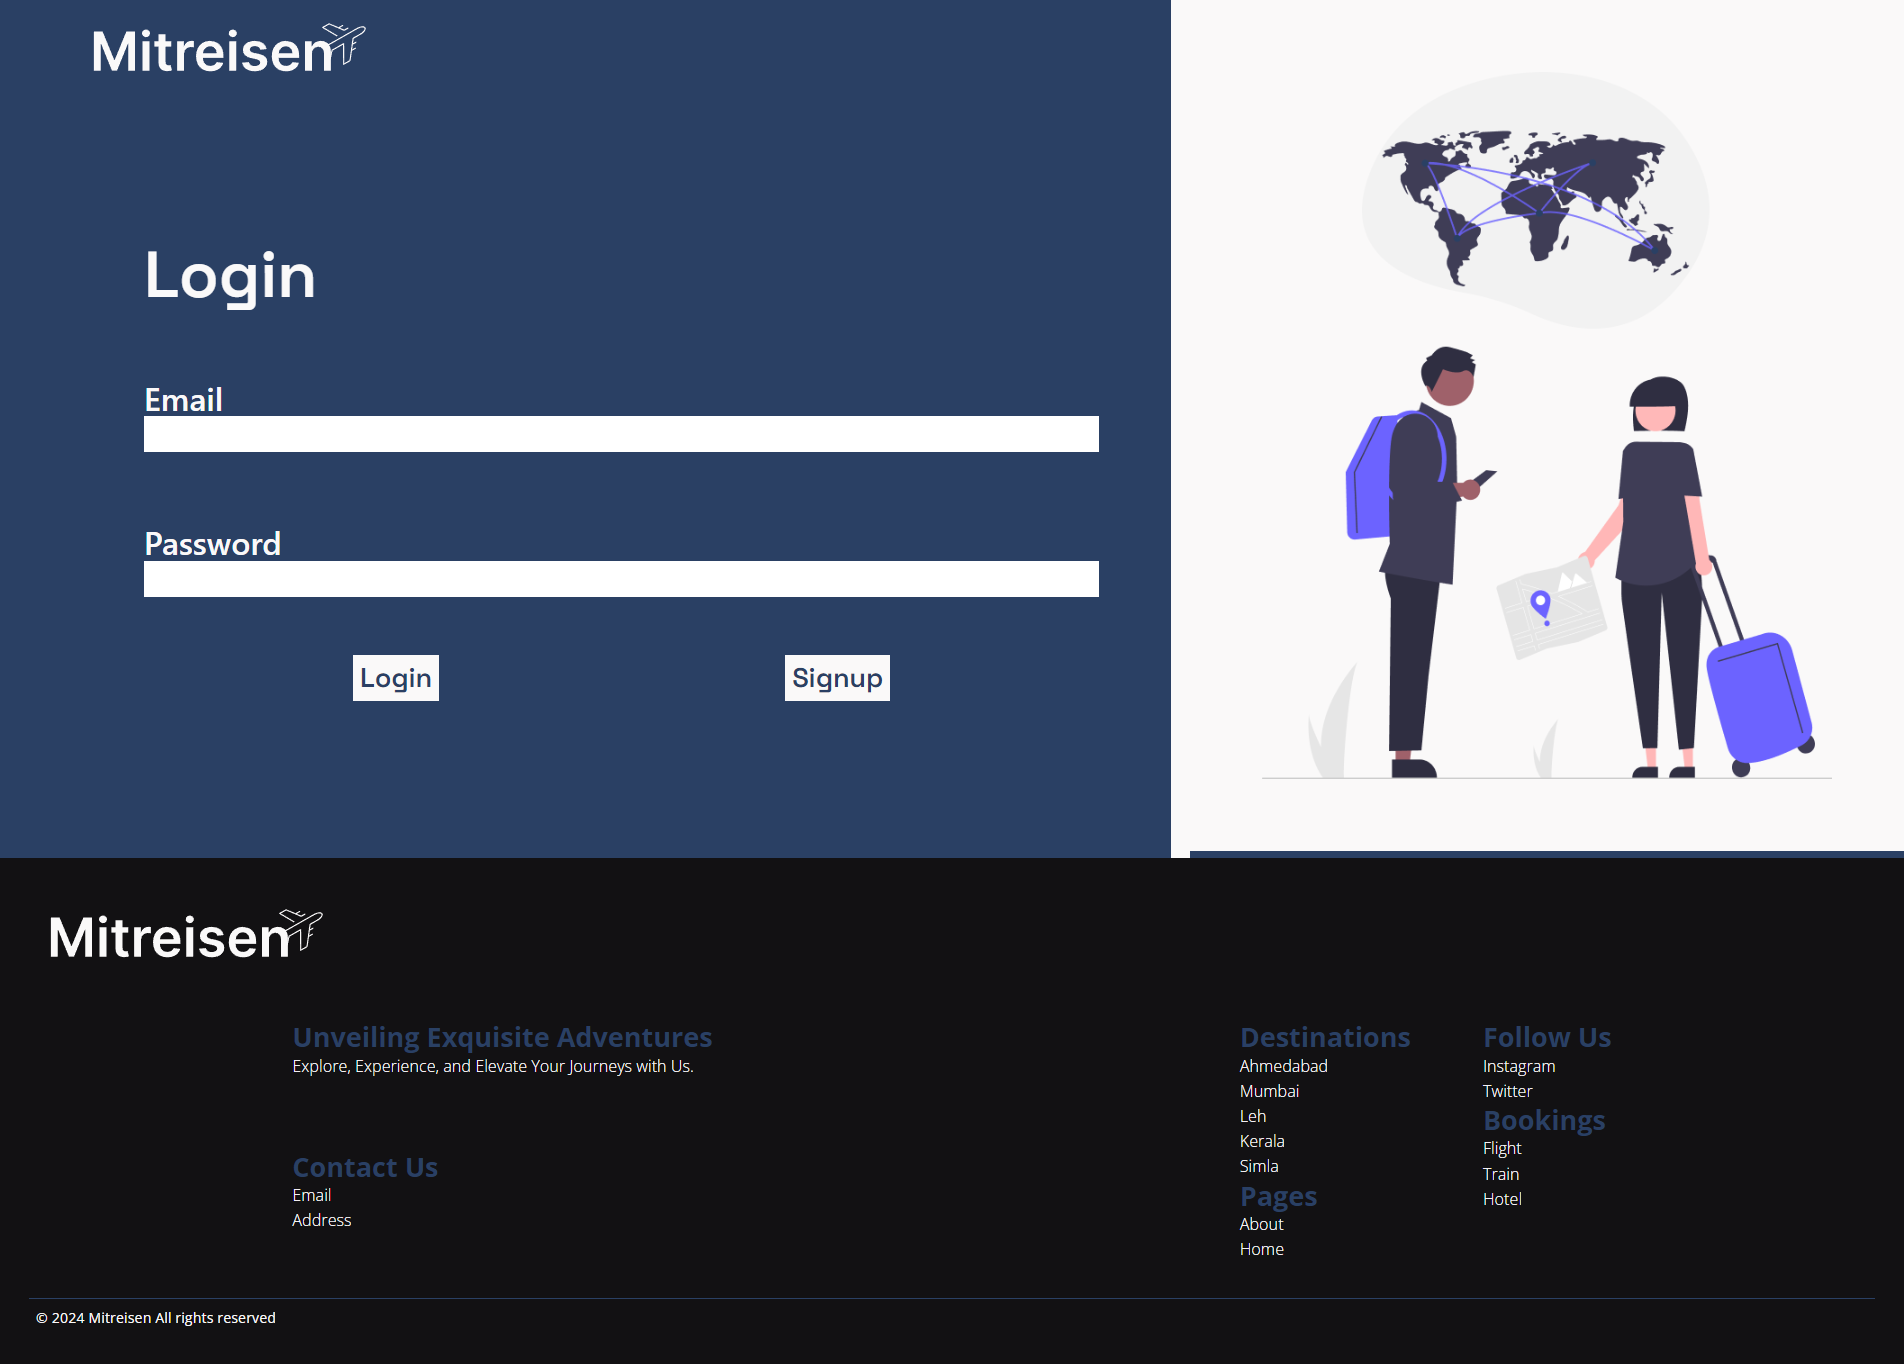 Mitreisen
Login
Email
Password
Login
Signup
Mitreisen
Unveiling Exquisite Adventures
Explore, Experience, and Elevate Your Journeys with Us.
Contact Us
Email
Address
Destinations
Ahmedabad
Mumbai
Leh
Kerala
Simla
Pages
About
Home
Follow Us
Instagram
Twitter
Bookings
Flight
Train
Hotel
© 2024 Mitreisen All rights reserved